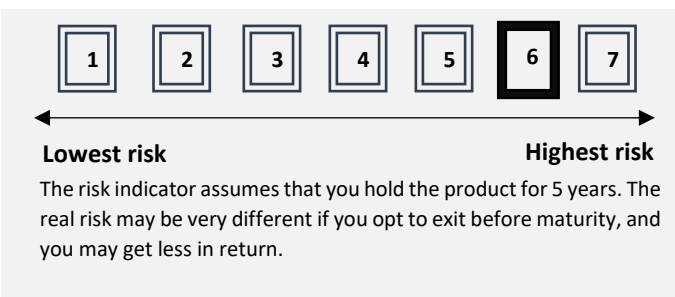 1 2 3 4 5 6 7
Lowest risk Highest risk
The risk indicator assumes that you hold the product for 5 years. The
real risk may be very different if you opt to exit before maturity, and
you may get less in return.